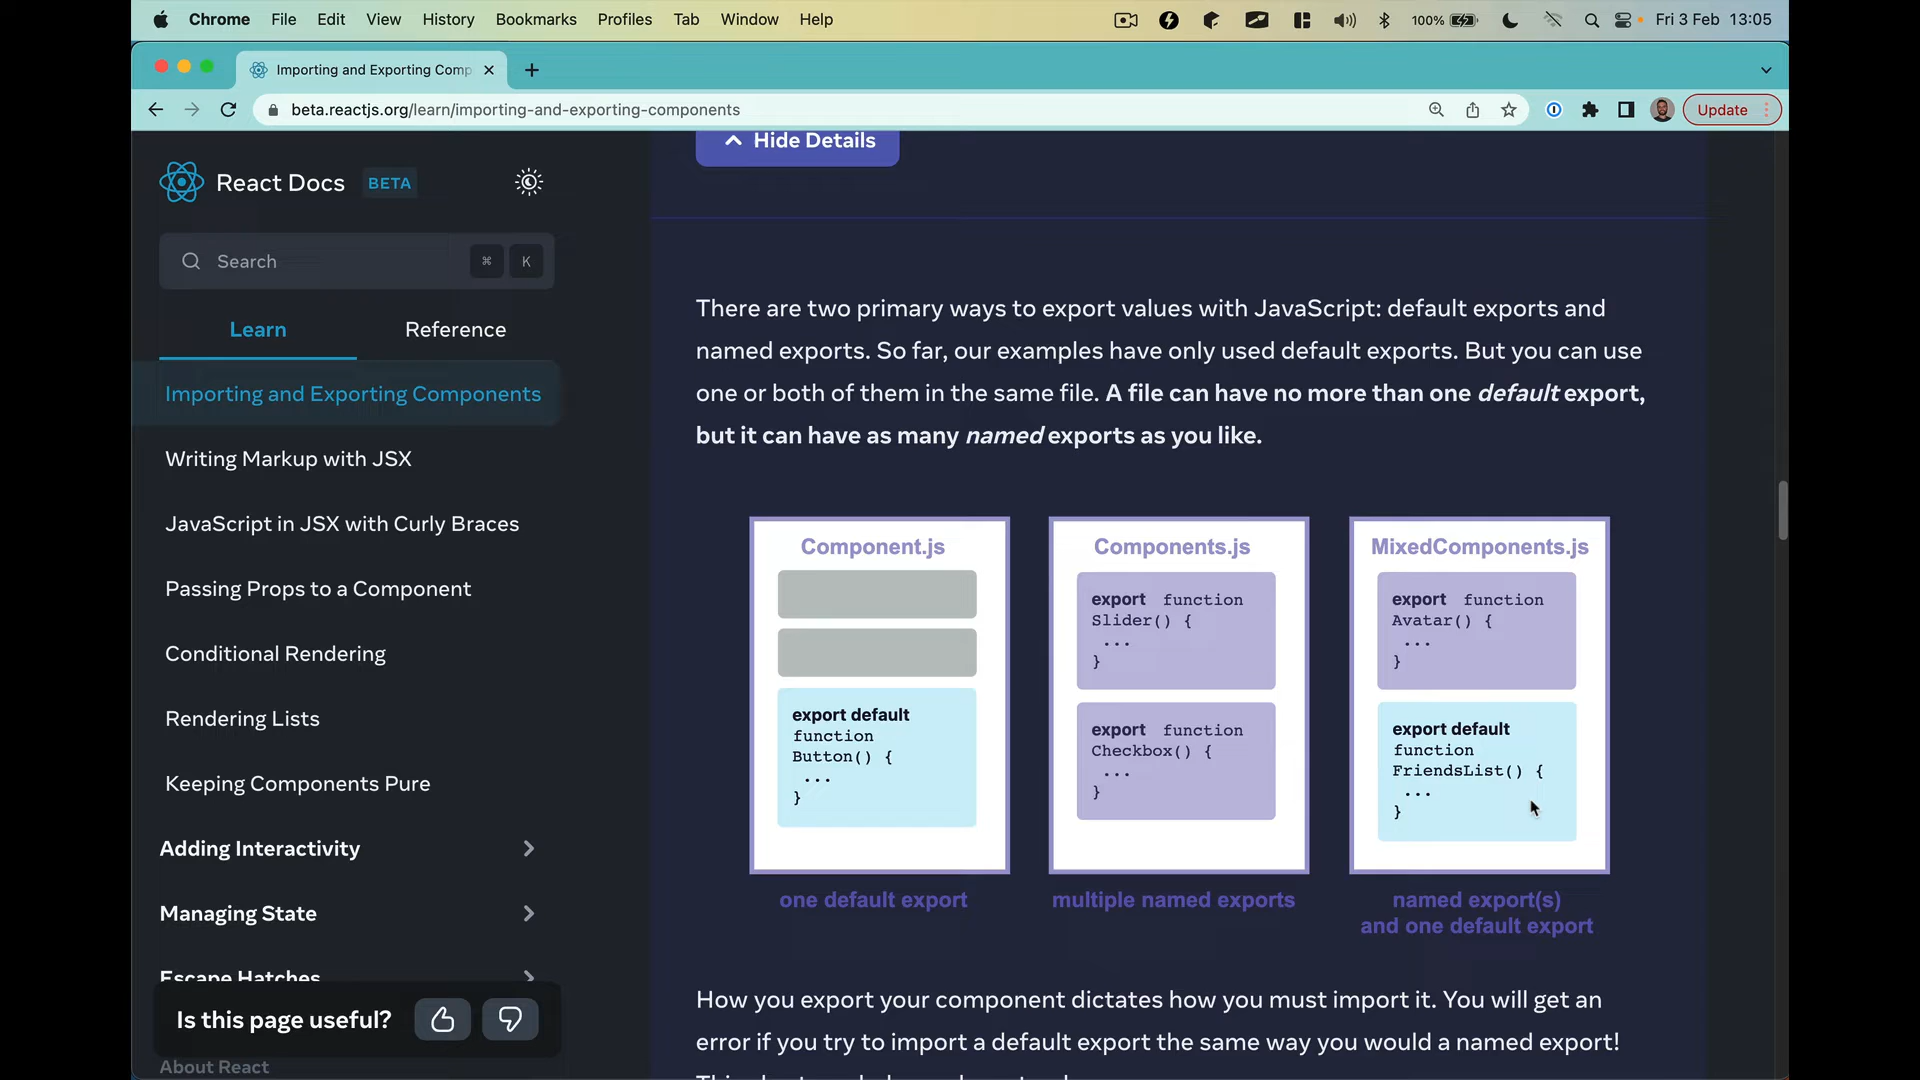 Chrome File Edit View History Bookmarks Profiles Tab Window Help 100% Fri 3 Feb 13:05
Importing and Exporting Comp
beta.reactjs.org/learn/importing-and-exporting-components
Update
React Docs BETA
Search ⌘ K
Learn Reference
Importing and Exporting Components
Writing Markup with JSX
JavaScript in JSX with Curly Braces
Passing Props to a Component
Conditional Rendering
Rendering Lists
Keeping Components Pure
Adding Interactivity
Managing State
Escape Hatches
Is this page useful?
About React
Hide Details
There are two primary ways to export values with JavaScript: default exports and
named exports. So far, our examples have only used default exports. But you can use
one or both of them in the same file. A file can have no more than one default export,
but it can have as many named exports as you like.
Component.js
export default
function
Button() {
...
}
one default export
Components.js
export function
Slider() {
...
}
export function
Checkbox() {
...
}
multiple named exports
MixedComponents.js
export function
Avatar() {
...
}
export default
function
FriendsList() {
...
}
named export(s)
and one default export
How you export your component dictates how you must import it. You will get an
error if you try to import a default export the same way you would a named export!